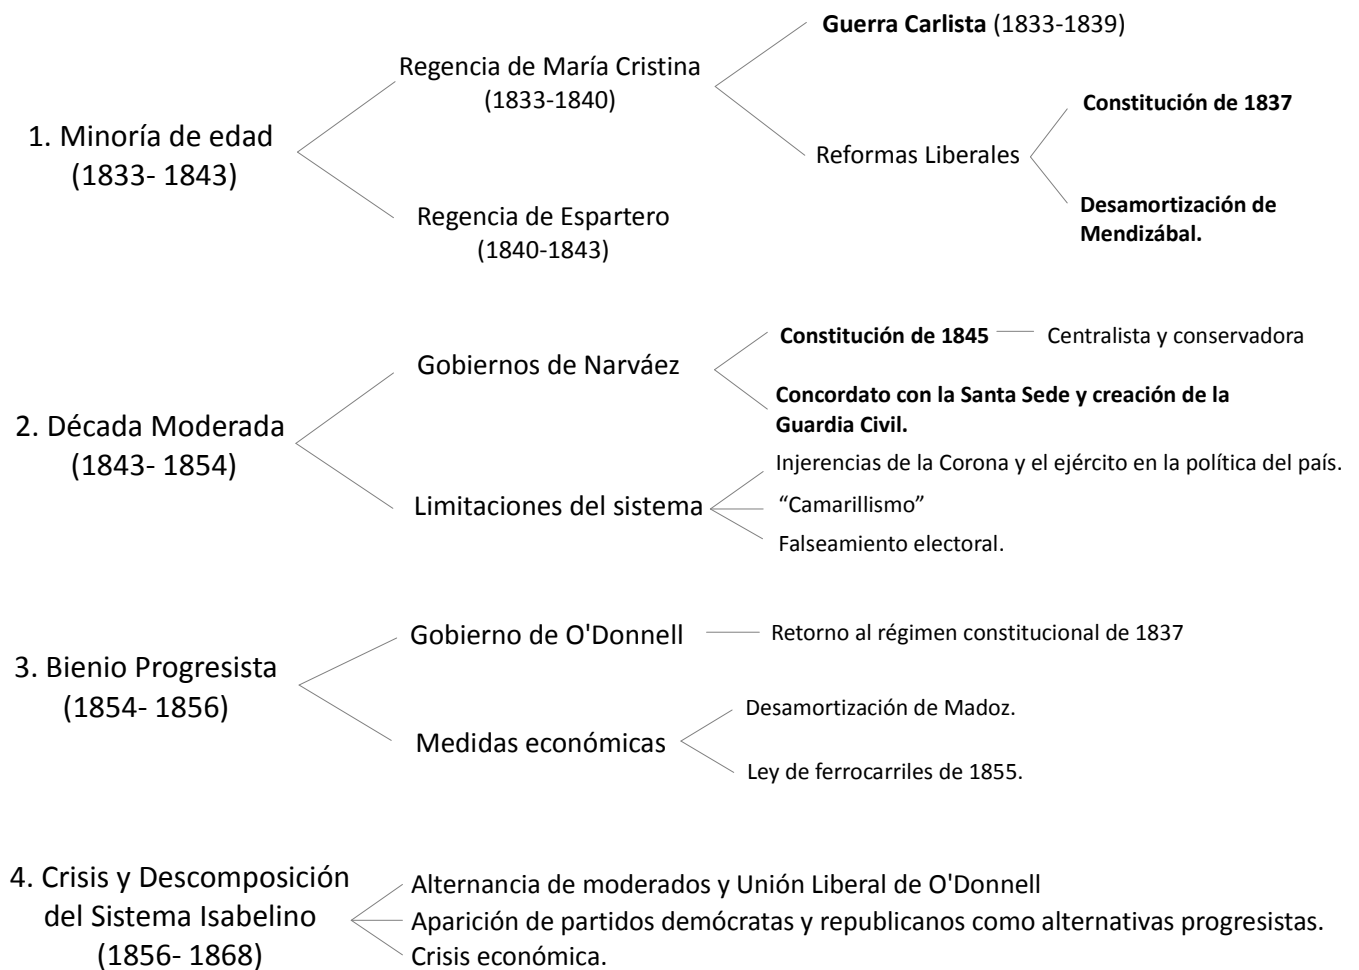 1. Minoría de edad
(1833- 1843)
Regencia de María Cristina
(1833-1840)
Guerra Carlista (1833-1839)
Reformas Liberales
Constitución de 1837
Desamortización de
Mendizábal.
Regencia de Espartero
(1840-1843)
2. Década Moderada
(1843- 1854)
Gobiernos de Narváez
Constitución de 1845
Centralista y conservadora
Concordato con la Santa Sede y creación de la
Guardia Civil.
Limitaciones del sistema
Injerencias de la Corona y el ejército en la política del país.
“Camarillismo”
Falseamiento electoral.
3. Bienio Progresista
(1854- 1856)
Gobierno de O'Donnell
Retorno al régimen constitucional de 1837
Medidas económicas
Desamortización de Madoz.
Ley de ferrocarriles de 1855.
4. Crisis y Descomposición
del Sistema Isabelino
(1856- 1868)
Alternancia de moderados y Unión Liberal de O'Donnell
Aparición de partidos demócratas y republicanos como alternativas progresistas.
Crisis económica.